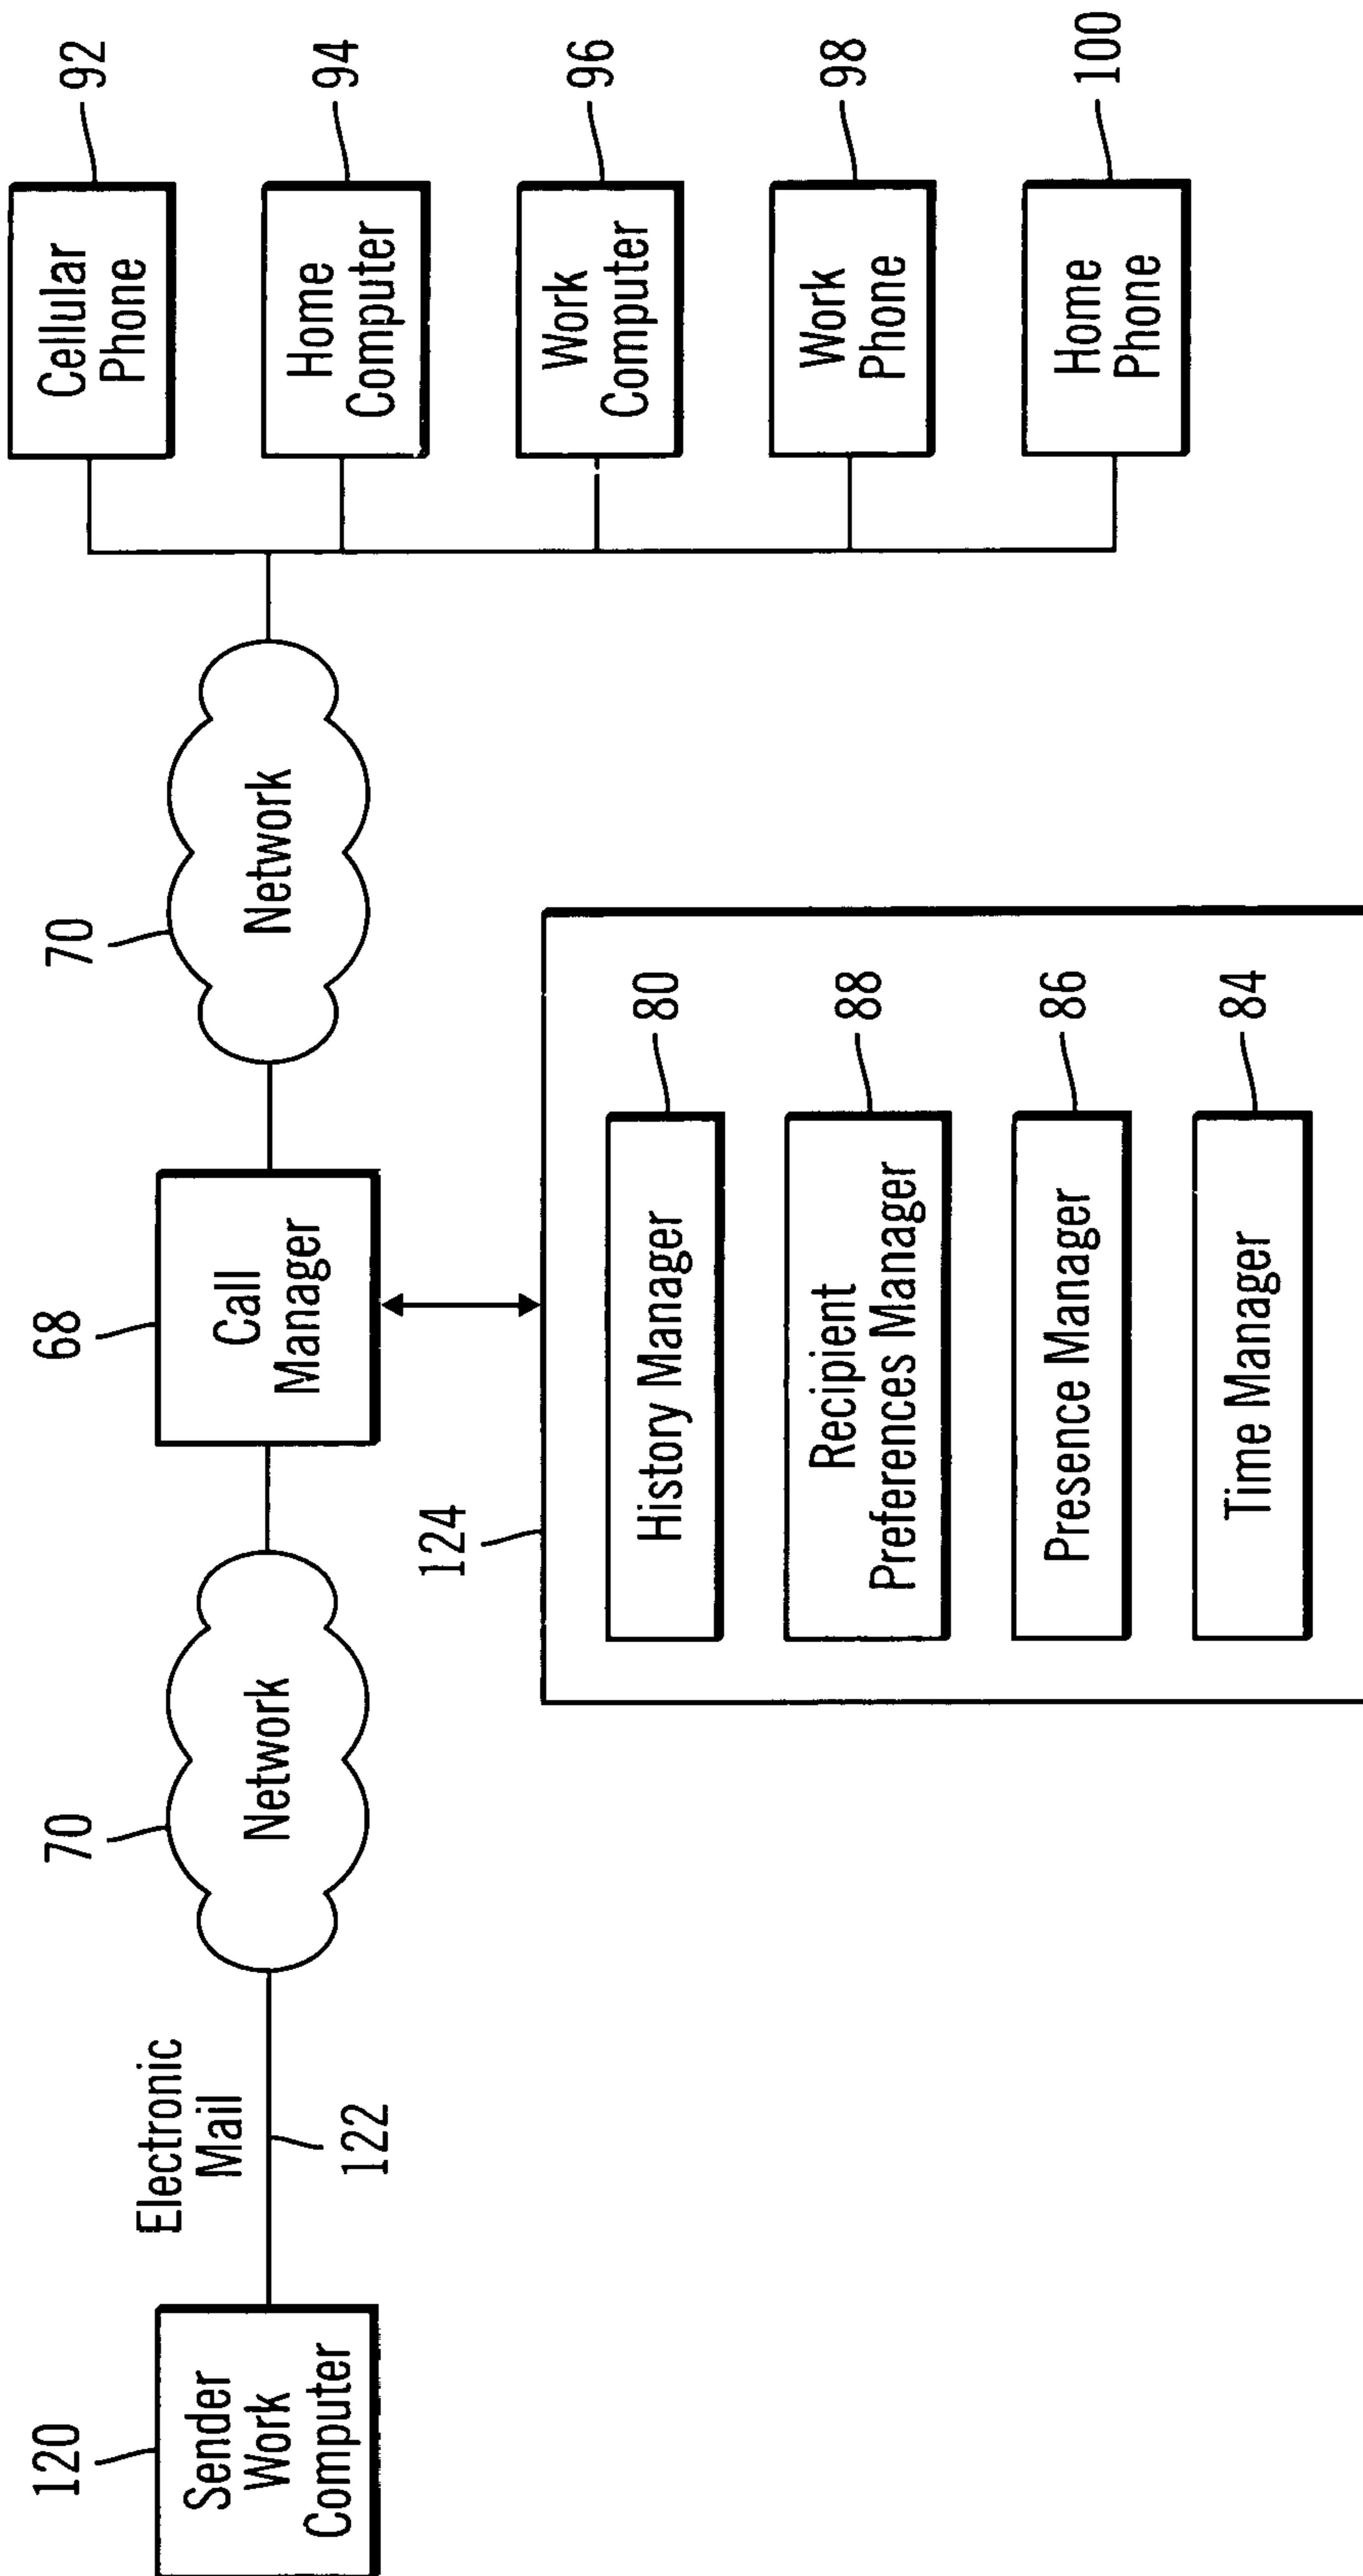 120
Sender
Work
Computer
Electronic
Mail
122
70
Network
68
Call
Manager
70
Network
124
History Manager
80
Recipient
Preferences Manager
88
Presence Manager
86
Time Manager
84
Cellular
Phone
92
Home
Computer
94
Work
Computer
96
Work
Phone
98
Home
Phone
100